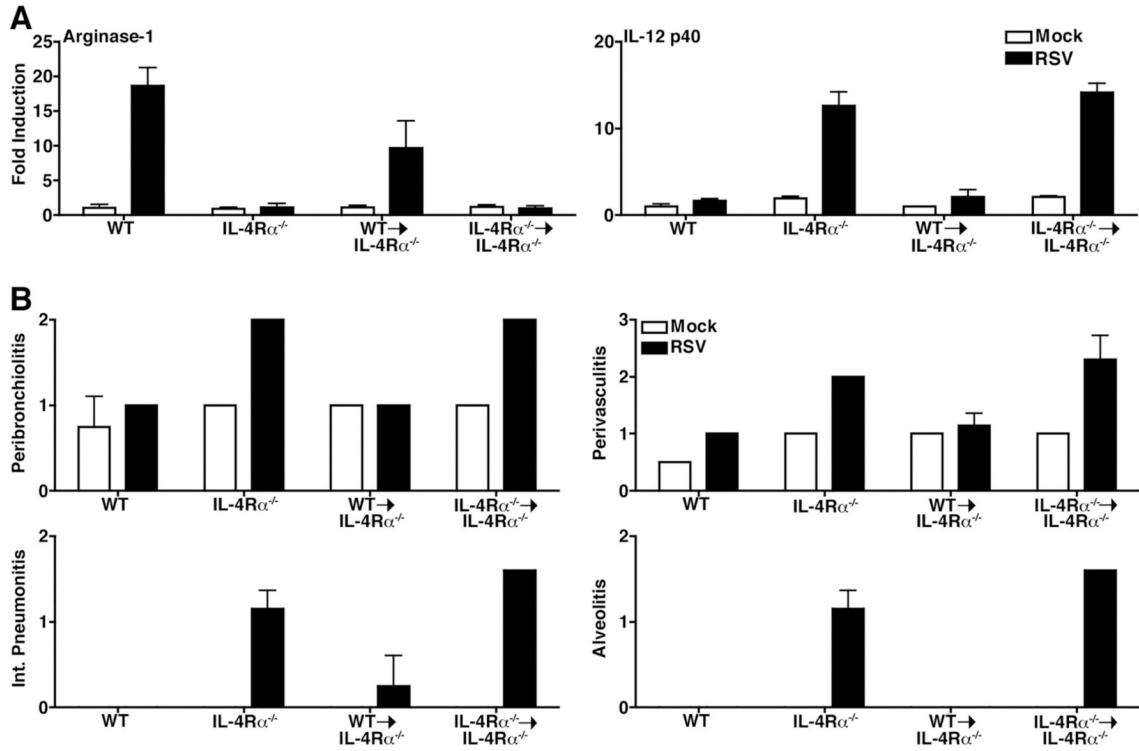 A
Arginase-1
Fold Induction
25
20
15
10
5
0
WT
IL-4Rα⁻/⁻
WT→
IL-4Rα⁻/⁻
IL-4Rα⁻/⁻→
IL-4Rα⁻/⁻
IL-12 p40
Mock
RSV
20
10
0
WT
IL-4Rα⁻/⁻
WT→
IL-4Rα⁻/⁻
IL-4Rα⁻/⁻→
IL-4Rα⁻/⁻
B
Peribronchiolitis
2
1
0
WT
IL-4Rα⁻/⁻
WT→
IL-4Rα⁻/⁻
IL-4Rα⁻/⁻→
IL-4Rα⁻/⁻
Perivasculitis
Mock
RSV
3
2
1
0
WT
IL-4Rα⁻/⁻
WT→
IL-4Rα⁻/⁻
IL-4Rα⁻/⁻→
IL-4Rα⁻/⁻
Int. Pneumonitis
2
1
0
WT
IL-4Rα⁻/⁻
WT→
IL-4Rα⁻/⁻
IL-4Rα⁻/⁻→
IL-4Rα⁻/⁻
Alveolitis
2
1
0
WT
IL-4Rα⁻/⁻
WT→
IL-4Rα⁻/⁻
IL-4Rα⁻/⁻→
IL-4Rα⁻/⁻